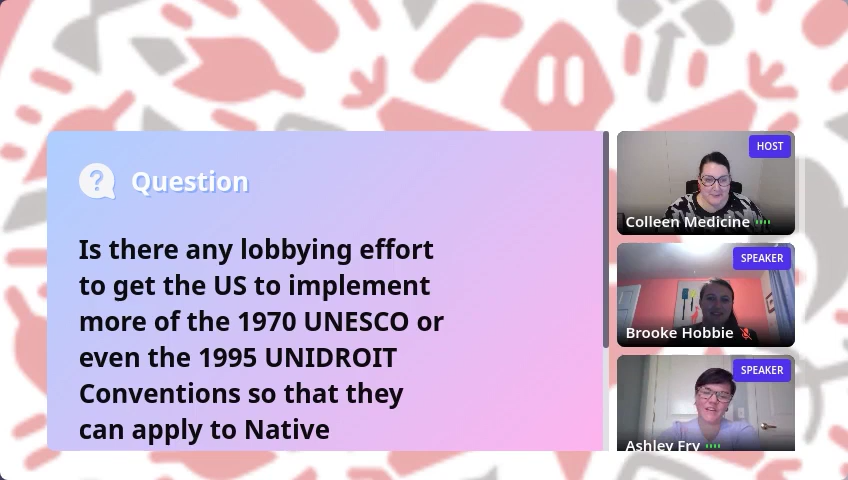 Question
Is there any lobbying effort
to get the US to implement
more of the 1970 UNESCO or
even the 1995 UNIDROIT
Conventions so that they
can apply to Native
HOST
Colleen Medicine
SPEAKER
Brooke Hobbie
SPEAKER
Ashley Fry